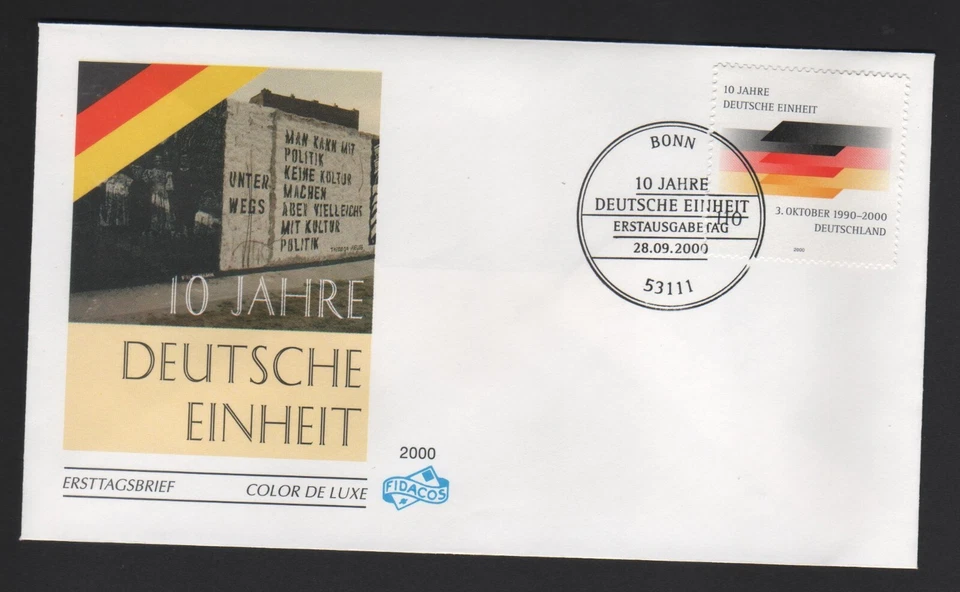 MAN KANN MIT
POLITIK
KEINE KULTUR
MACHEN
ABER VIELLEICHT
MIT KULTUR
POLITIK
UNTER
WEGS
10 JAHRE
DEUTSCHE
EINHEIT
ERSTTAGSBRIEF
COLOR DE LUXE
2000
FIDACOS
BONN
10 JAHRE
DEUTSCHE EINHEIT
ERSTAUSGABETAG
28.09.2000
53111
10 JAHRE
DEUTSCHE EINHEIT
110
3. OKTOBER 1990–2000
DEUTSCHLAND
2000